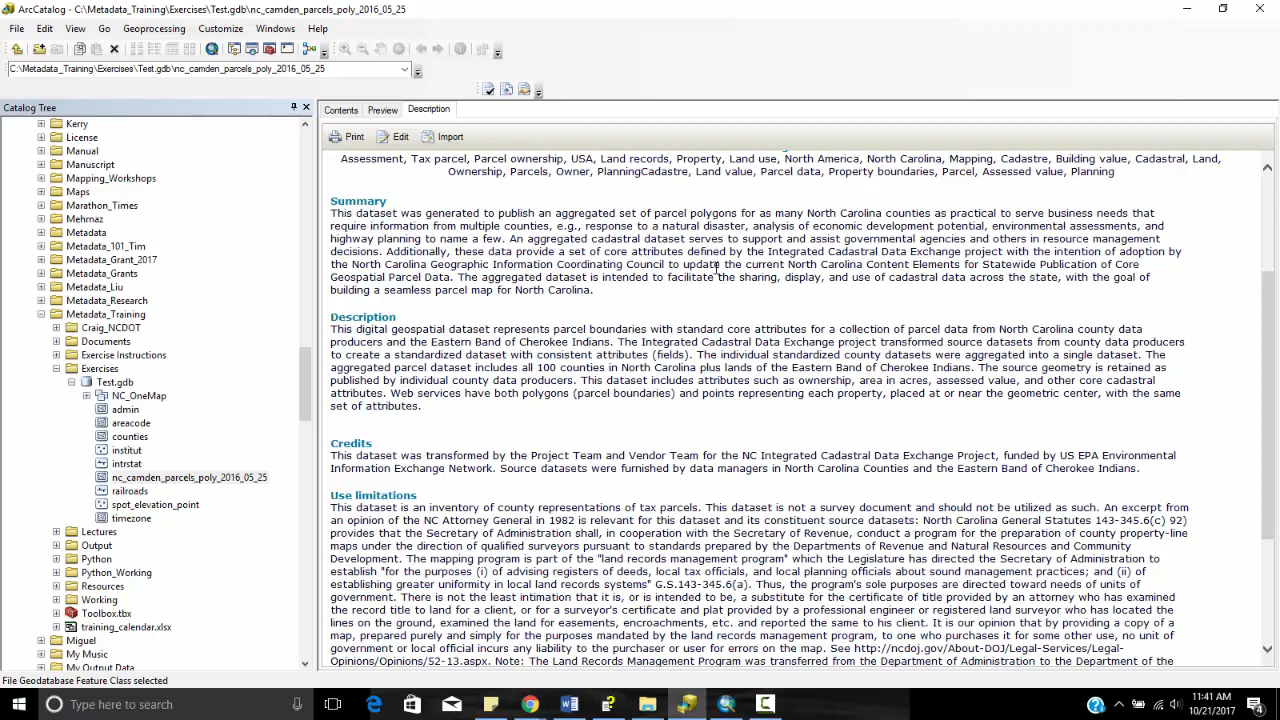 ArcCatalog - C:\Metadata_Training\Exercises\Test.gdb\nc_camden_parcels_poly_2016_05_25
File Edit View Go Geoprocessing Customize Windows Help
C:\Metadata_Training\Exercises\Test.gdb\nc_camden_parcels_poly_2016_05_25
Catalog Tree
Kerry
License
Manual
Manuscript
Mapping_Workshops
Maps
Marathon_Times
Mehrnaz
Metadata
Metadata_101_Tim
Metadata_Grant_2017
Metadata_Grants
Metadata_Liu
Metadata_Research
Metadata_Training
Craig_NCDOT
Documents
Exercise Instructions
Exercises
Test.gdb
NC_OneMap
admin
areacode
counties
institut
intrstat
nc_camden_parcels_poly_2016_05_25
railroads
spot_elevation_point
timezone
Lectures
Output
Python
Python_Working
Resources
Working
Toolbox.tbx
training_calendar.xlsx
Miguel
My Music
My Output Data
Contents Preview Description
Print Edit Import
Assessment, Tax parcel, Parcel ownership, USA, Land records, Property, Land use, North America, North Carolina, Mapping, Cadastre, Building value, Cadastral, Land,
Ownership, Parcels, Owner, PlanningCadastre, Land value, Parcel data, Property boundaries, Parcel, Assessed value, Planning
Summary
This dataset was generated to publish an aggregated set of parcel polygons for as many North Carolina counties as practical to serve business needs that
require information from multiple counties, e.g., response to a natural disaster, analysis of economic development potential, environmental assessments, and
highway planning to name a few. An aggregated cadastral dataset serves to support and assist governmental agencies and others in resource management
decisions. Additionally, these data provide a set of core attributes defined by the Integrated Cadastral Data Exchange project with the intention of adoption by
the North Carolina Geographic Information Coordinating Council to update the current North Carolina Content Elements for Statewide Publication of Core
Geospatial Parcel Data. The aggregated dataset is intended to facilitate the sharing, display, and use of cadastral data across the state, with the goal of
building a seamless parcel map for North Carolina.
Description
This digital geospatial dataset represents parcel boundaries with standard core attributes for a collection of parcel data from North Carolina county data
producers and the Eastern Band of Cherokee Indians. The Integrated Cadastral Data Exchange project transformed source datasets from county data producers
to create a standardized dataset with consistent attributes (fields). The individual standardized county datasets were aggregated into a single dataset. The
aggregated parcel dataset includes all 100 counties in North Carolina plus lands of the Eastern Band of Cherokee Indians. The source geometry is retained as
published by individual county data producers. This dataset includes attributes such as ownership, area in acres, assessed value, and other core cadastral
attributes. Web services have both polygons (parcel boundaries) and points representing each property, placed at or near the geometric center, with the same
set of attributes.
Credits
This dataset was transformed by the Project Team and Vendor Team for the NC Integrated Cadastral Data Exchange Project, funded by US EPA Environmental
Information Exchange Network. Source datasets were furnished by data managers in North Carolina Counties and the Eastern Band of Cherokee Indians.
Use limitations
This dataset is an inventory of county representations of tax parcels. This dataset is not a survey document and should not be utilized as such. An excerpt from
an opinion of the NC Attorney General in 1982 is relevant for this dataset and its constituent source datasets: North Carolina General Statutes 143-345.6(c) 92)
provides that the Secretary of Administration shall, in cooperation with the Secretary of Revenue, conduct a program for the preparation of county property-line
maps under the direction of qualified surveyors pursuant to standards prepared by the Departments of Revenue and Natural Resources and Community
Development. The mapping program is part of the "land records management program" which the Legislature has directed the Secretary of Administration to
establish "for the purposes (i) of advising registers of deeds, local tax officials, and local planning officials about sound management practices; and (ii) of
establishing greater uniformity in local land records systems" G.S.143-345.6(a). Thus, the program's sole purposes are directed toward needs of units of
government. There is not the least intimation that it is, or is intended to be, a substitute for the certificate of title provided by an attorney who has examined
the record title to land for a client, or for a surveyor's certificate and plat provided by a professional engineer or registered land surveyor who has located the
lines on the ground, examined the land for easements, encroachments, etc. and reported the same to his client. It is our opinion that by providing a copy of a
map, prepared purely and simply for the purposes mandated by the land records management program, to one who purchases it for some other use, no unit of
government or local official incurs any liability to the purchaser or user for errors on the map. See http://ncdoj.gov/About-DOJ/Legal-Services/Legal-
Opinions/Opinions/52-13.aspx. Note: The Land Records Management Program was transferred from the Department of Administration to the Department of the
File Geodatabase Feature Class selected
Type here to search
11:41 AM
10/21/2017
4